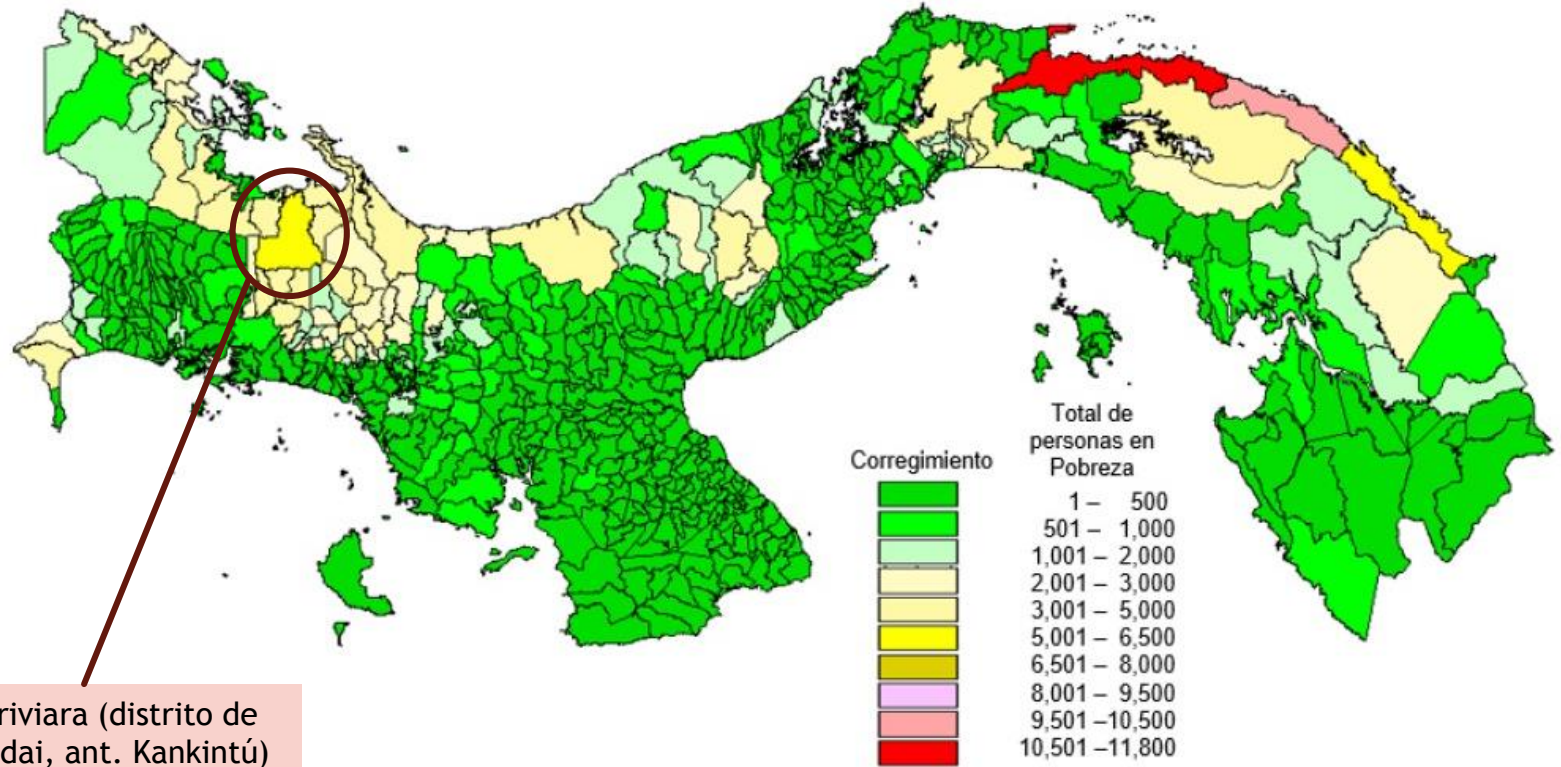 Corregimiento
Total de
personas en
Pobreza
1 – 500
501 – 1,000
1,001 – 2,000
2,001 – 3,000
3,001 – 5,000
5,001 – 6,500
6,501 – 8,000
8,001 – 9,500
9,501 –10,500
10,501 –11,800
riviara (distrito de
dai, ant. Kankintú)